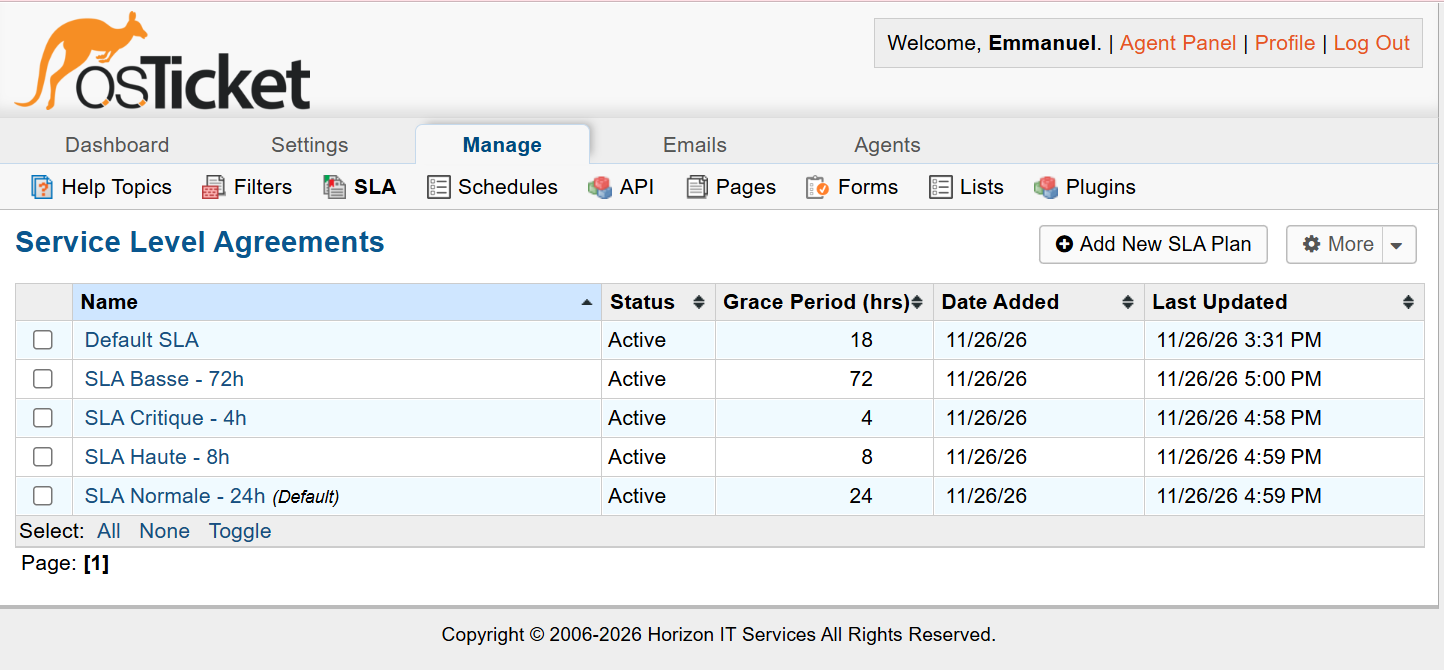 osTicket
Welcome, Emmanuel. | Agent Panel | Profile | Log Out
Dashboard Settings Manage Emails Agents
Help Topics Filters SLA Schedules API Pages Forms Lists Plugins
Service Level Agreements
Add New SLA Plan More
Name Status Grace Period (hrs) Date Added Last Updated
Default SLA Active 18 11/26/26 11/26/26 3:31 PM
SLA Basse - 72h Active 72 11/26/26 11/26/26 5:00 PM
SLA Critique - 4h Active 4 11/26/26 11/26/26 4:58 PM
SLA Haute - 8h Active 8 11/26/26 11/26/26 4:59 PM
SLA Normale - 24h (Default) Active 24 11/26/26 11/26/26 4:59 PM
Select: All None Toggle
Page: [1]
Copyright © 2006-2026 Horizon IT Services All Rights Reserved.